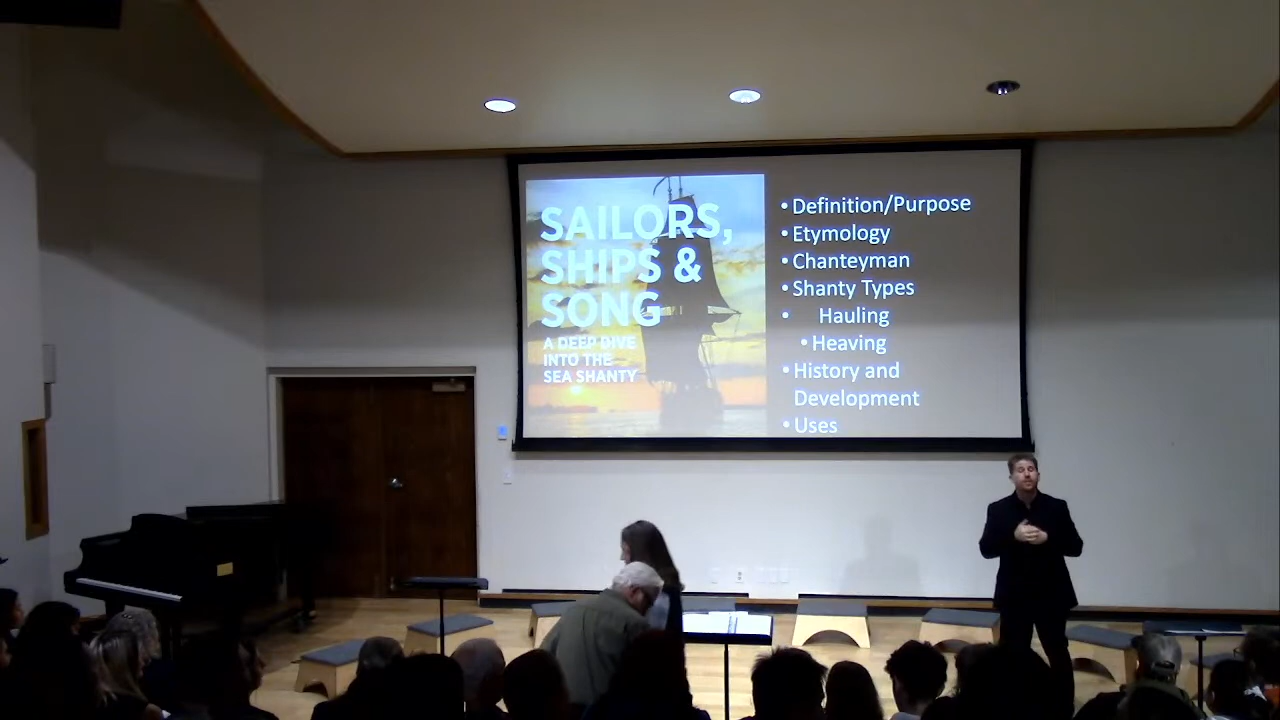 SAILORS,
SHIPS &
SONG
A DEEP DIVE
INTO THE
SEA SHANTY
• Definition/Purpose
• Etymology
• Chanteyman
• Shanty Types
• Hauling
• Heaving
• History and
Development
• Uses